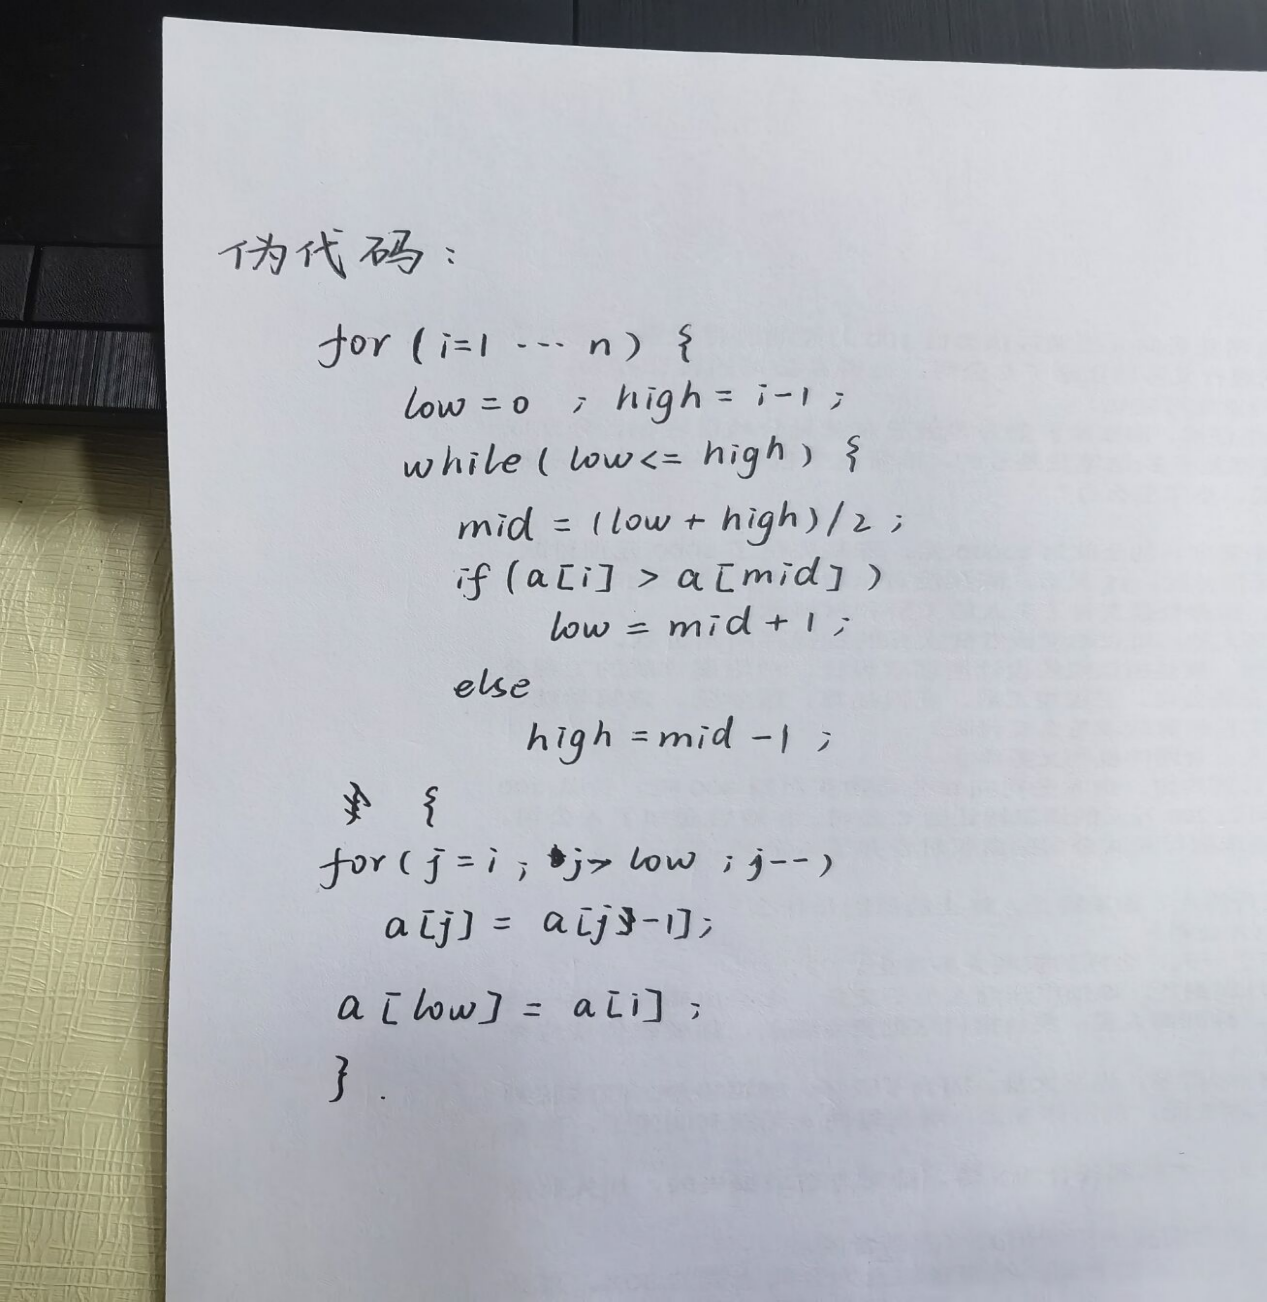 伪代码:
for (i=1 ... n) {
low = 0 ; high = i-1 ;
while ( low <= high ) {
mid = (low + high)/2 ;
if (a[i] > a[mid])
low = mid + 1 ;
else
high = mid -1 ;
{
for( j = i ; j> low ; j--)
a[j] = a[j-1];
a[low] = a[i] ;
} .